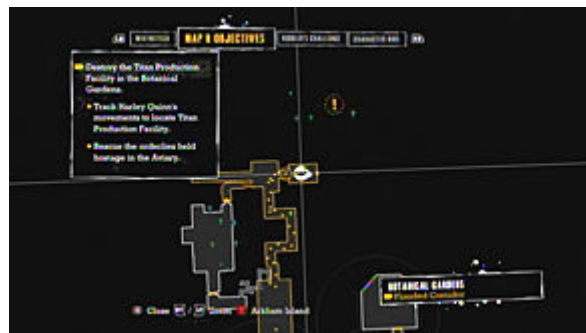 MAP & OBJECTIVES
RIDDLER'S CHALLENGE
CHARACTER BIOS
Destroy the Titan Production
Facility in the Botanical
Gardens.
Track Harley Quinn's
movements to locate Titan
Production Facility.
Rescue the orderlies held
hostage in the Aviary.
BOTANICAL GARDENS
Flooded Corridor
Close
Zoom
Arkham Island